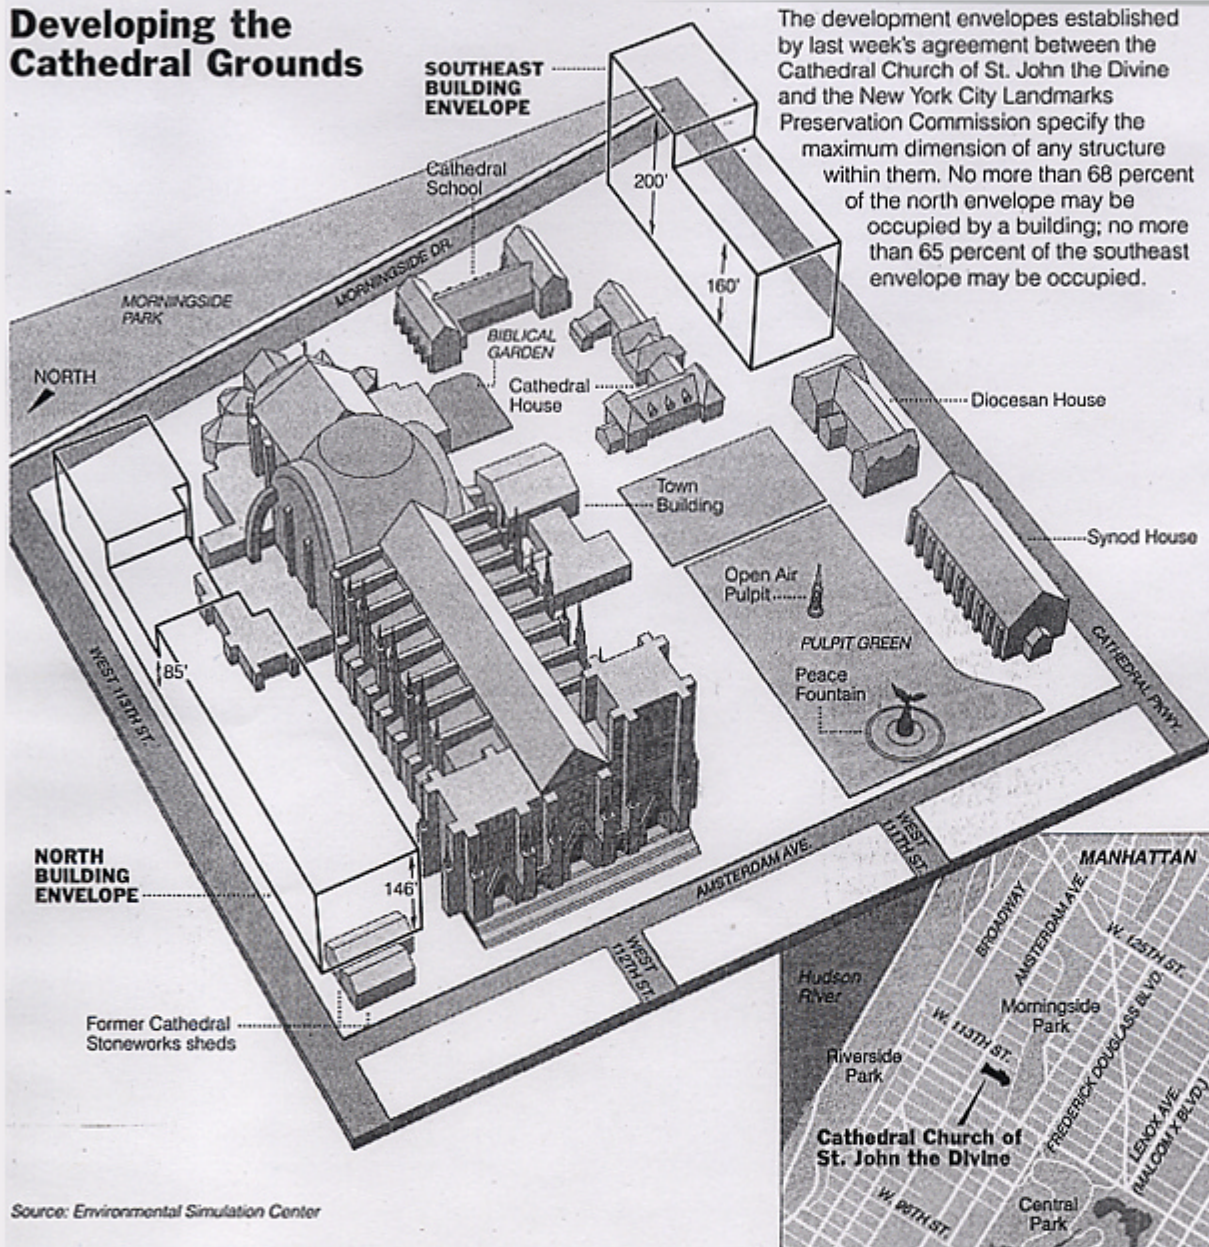 Developing the
Cathedral Grounds
SOUTHEAST
BUILDING
ENVELOPE
The development envelopes established
by last week's agreement between the
Cathedral Church of St. John the Divine
and the New York City Landmarks
Preservation Commission specify the
maximum dimension of any structure
within them. No more than 68 percent
of the north envelope may be
occupied by a building; no more
than 65 percent of the southeast
envelope may be occupied.
Cathedral
School
200'
160'
MORNINGSIDE DR.
MORNINGSIDE
PARK
NORTH
BIBLICAL
GARDEN
Cathedral
House
Diocesan House
Town
Building
Synod House
Open Air
Pulpit
PULPIT GREEN
Peace
Fountain
CATHEDRAL PKWY.
WEST 113TH ST.
85'
146'
NORTH
BUILDING
ENVELOPE
AMSTERDAM AVE.
WEST
111TH ST.
WEST
112TH ST.
Former Cathedral
Stoneworks sheds
MANHATTAN
BROADWAY
AMSTERDAM AVE.
W. 125TH ST.
Hudson
River
Morningside
Park
W. 113TH ST.
Riverside
Park
FREDERICK DOUGLASS BLVD.
LENOX AVE.
(MALCOM X BLVD.)
Cathedral Church of
St. John the Divine
W. 96TH ST.
Central
Park
Source: Environmental Simulation Center